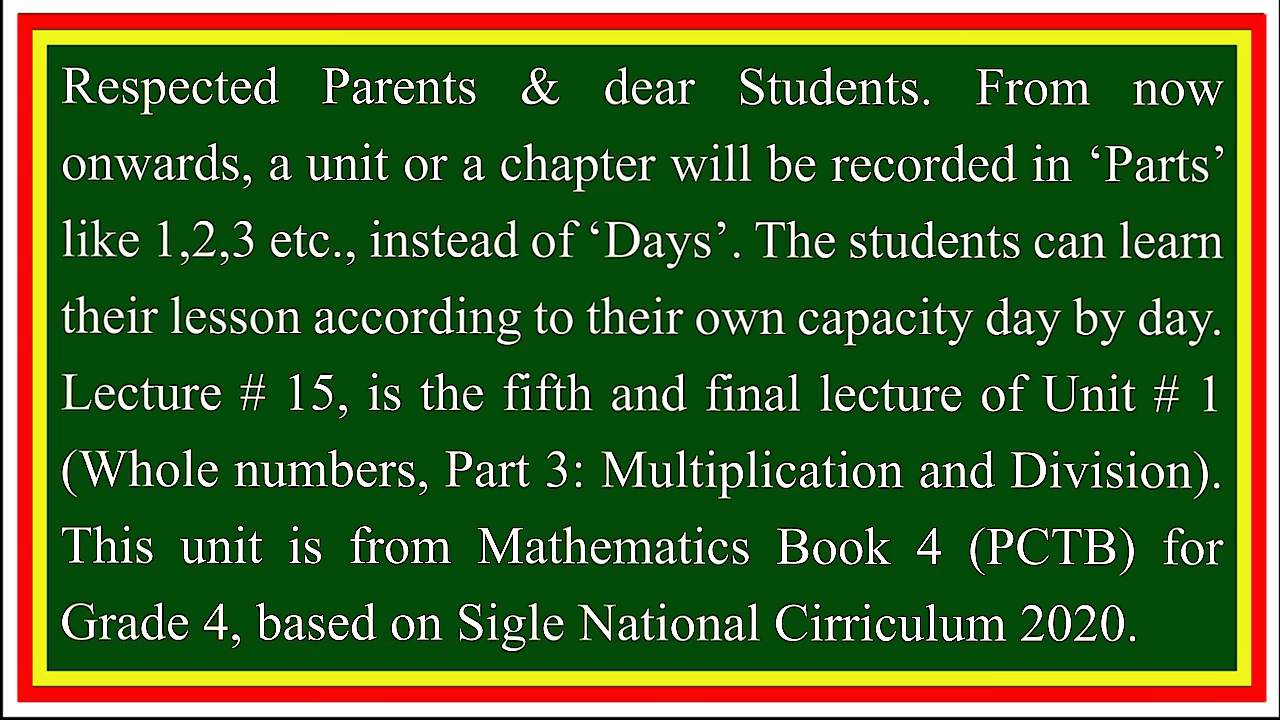 Respected Parents & dear Students. From now
onwards, a unit or a chapter will be recorded in ‘Parts’
like 1,2,3 etc., instead of ‘Days’. The students can learn
their lesson according to their own capacity day by day.
Lecture # 15, is the fifth and final lecture of Unit # 1
(Whole numbers, Part 3: Multiplication and Division).
This unit is from Mathematics Book 4 (PCTB) for
Grade 4, based on Sigle National Cirriculum 2020.